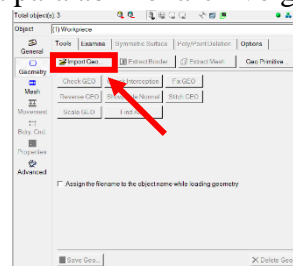 Total object(s): 3
Object
(1) Workpiece
General
Tools Examine Symmetric Surface Poly/Point Deletion Options
Geometry
Import Geo... Extract Border Extract Mesh Geo Primitive...
Mesh
Check GEO Interception Fix GEO
Reverse GEO Normal Stitch GEO
Movement
Scale GEO Find
Bdry. Cnd.
Properties
Advanced
Assign the filename to the object name while loading geometry
Save Geo... Delete Geo